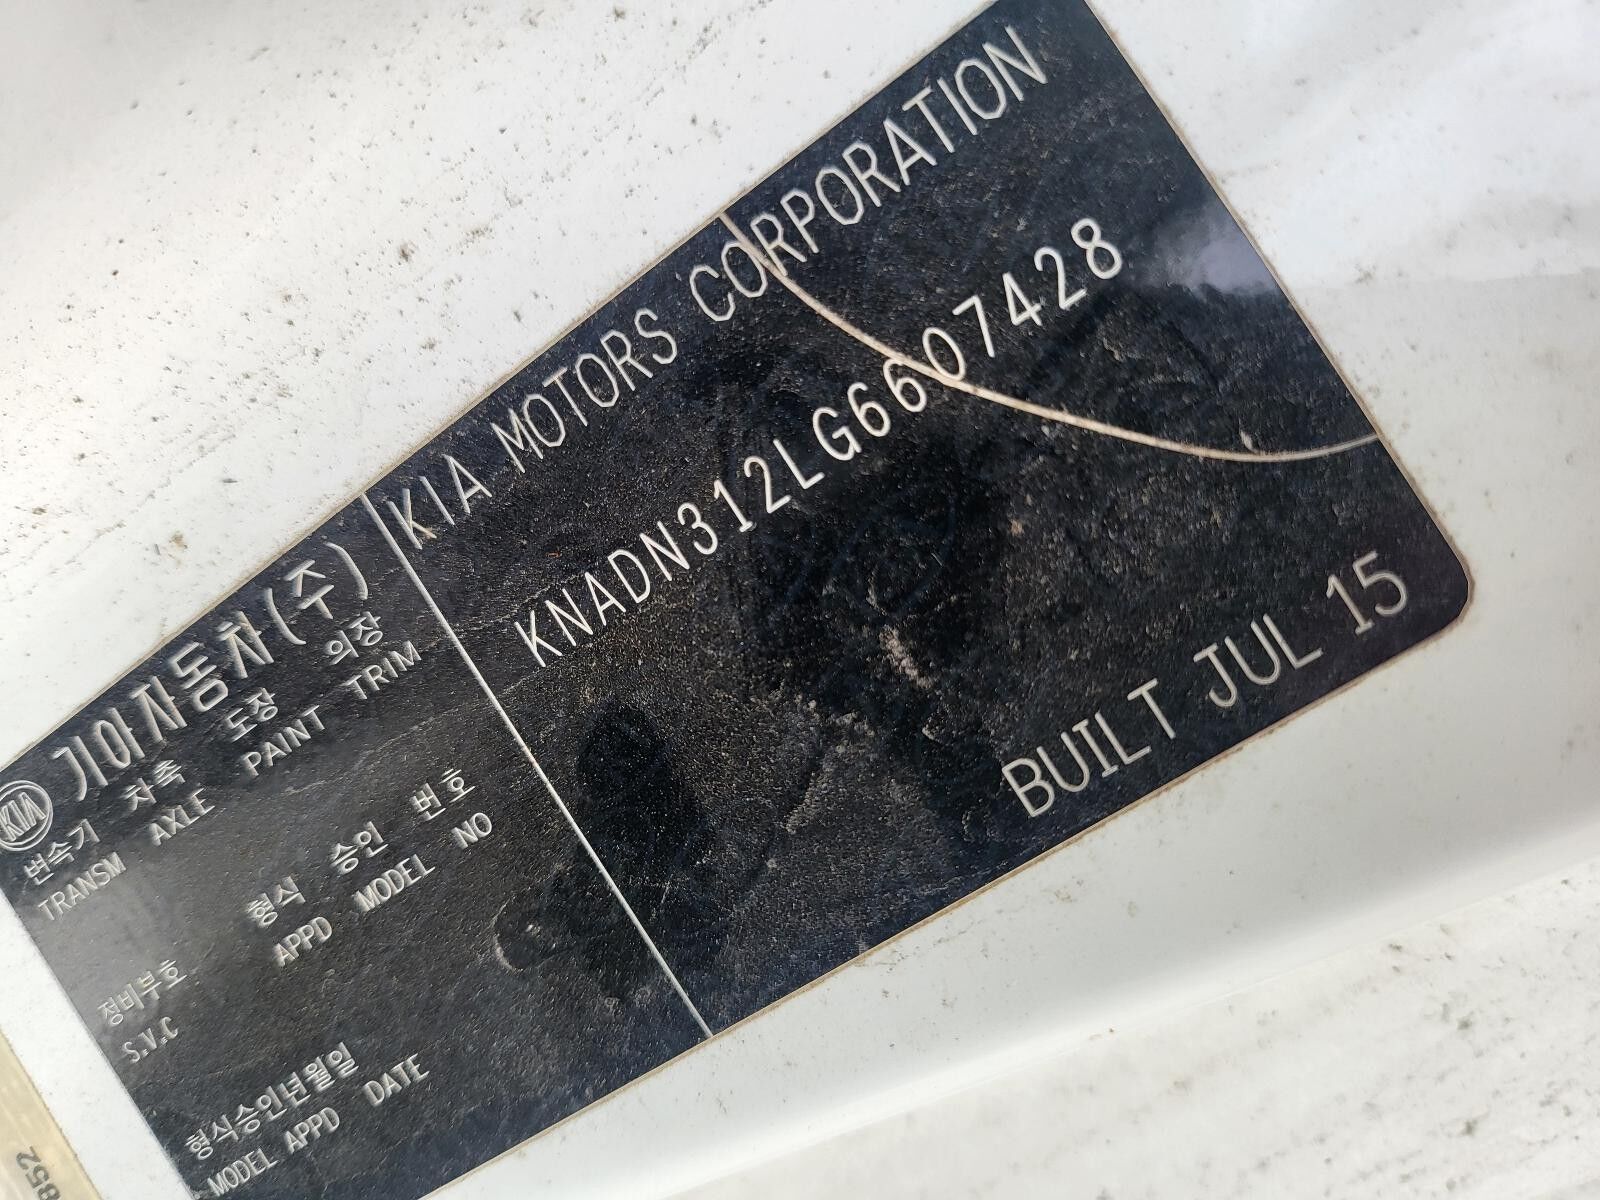 KIA 기아자동차(주) KIA MOTORS CORPORATION
변속기 차축 도장 의장
TRANSM AXLE PAINT TRIM
KNADN312LG6607428
정비부호 형식 승인 번호
S.V.C APPD MODEL NO
형식승인년월일
MODEL APPD DATE
BUILT JUL 15
852